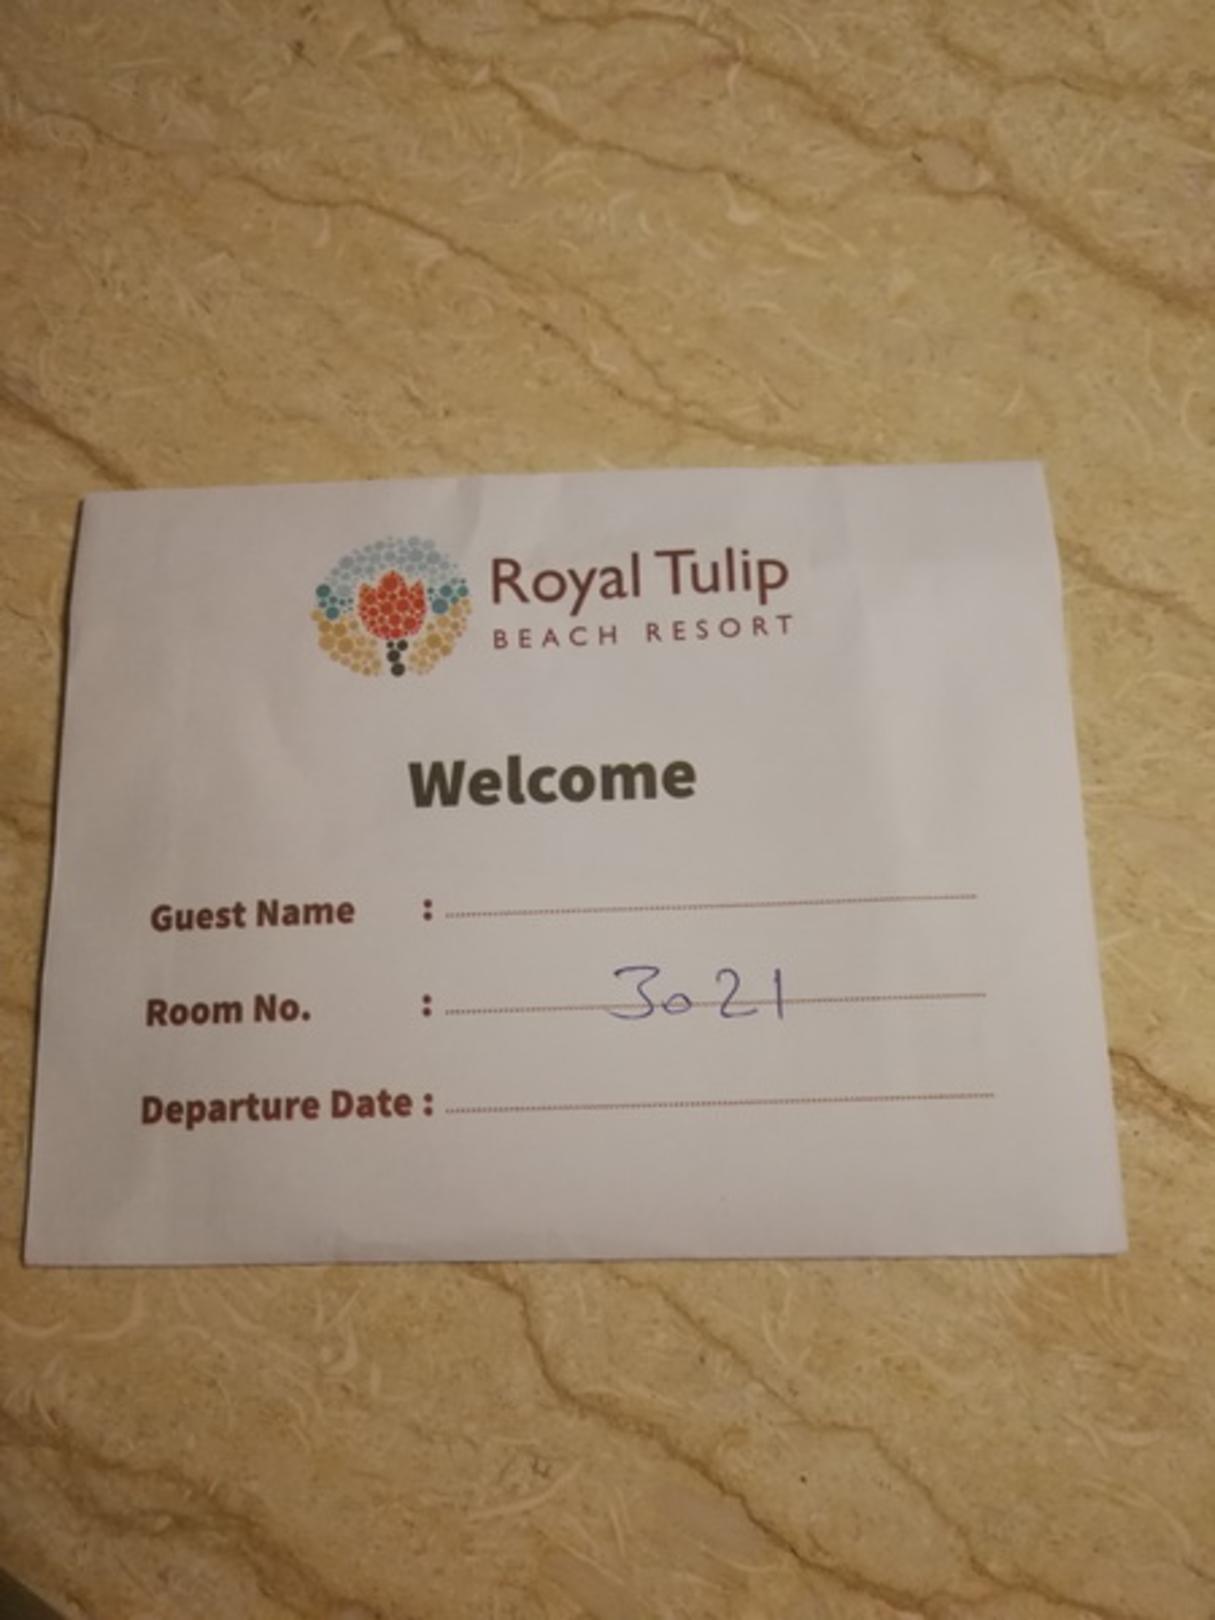 Royal Tulip
BEACH RESORT
Welcome
Guest Name :
Room No. : 3021
Departure Date :